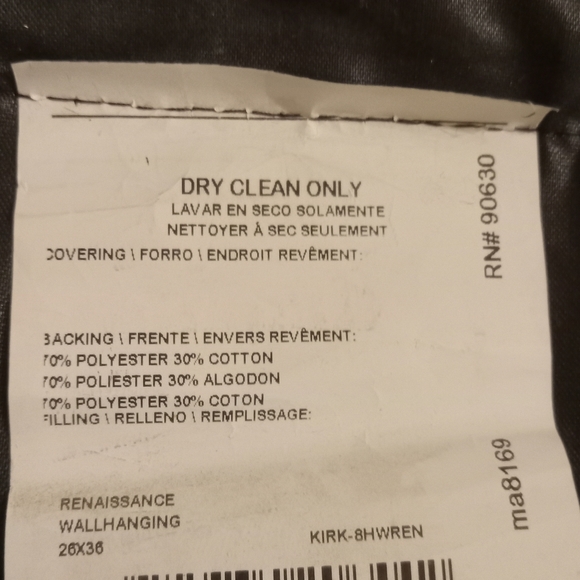 DRY CLEAN ONLY
LAVAR EN SECO SOLAMENTE
NETTOYER À SEC SEULEMENT
COVERING \ FORRO \ ENDROIT REVÊMENT:
BACKING \ FRENTE \ ENVERS REVÊMENT:
70% POLYESTER 30% COTTON
70% POLIESTER 30% ALGODON
70% POLYESTER 30% COTON
FILLING \ RELLENO \ REMPLISSAGE:
RENAISSANCE
WALLHANGING
26X36
KIRK-8HWREN
RN# 90630
ma8169